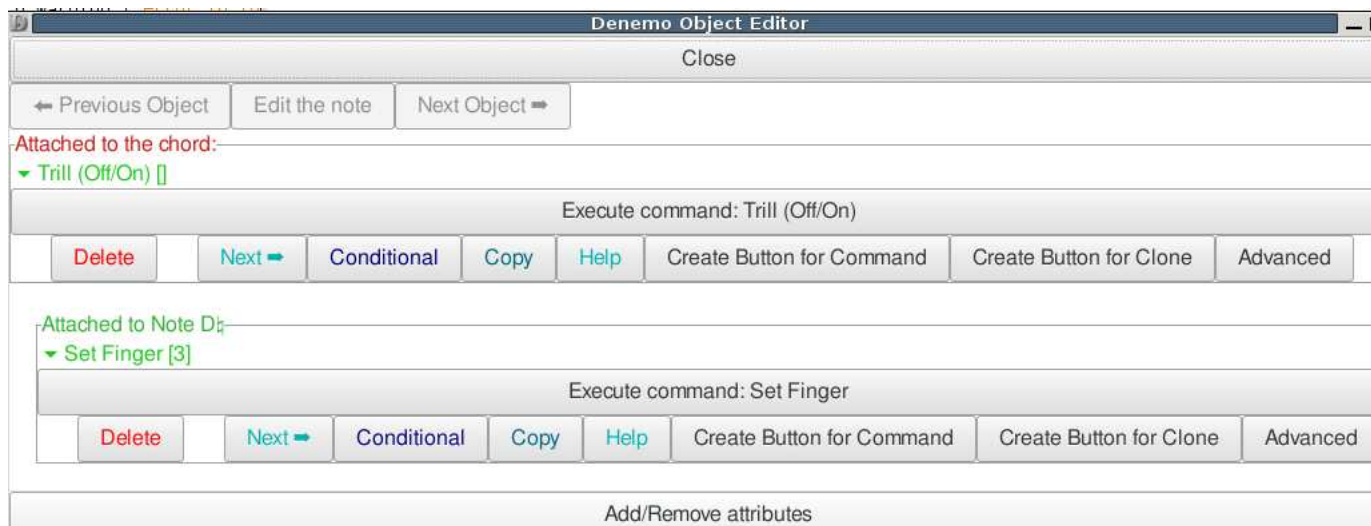 Denemo Object Editor
Close
Previous Object Edit the note Next Object
Attached to the chord:
Trill (Off/On) []
Execute command: Trill (Off/On)
Delete Next Conditional Copy Help Create Button for Command Create Button for Clone Advanced
Attached to Note D♮
Set Finger [3]
Execute command: Set Finger
Delete Next Conditional Copy Help Create Button for Command Create Button for Clone Advanced
Add/Remove attributes